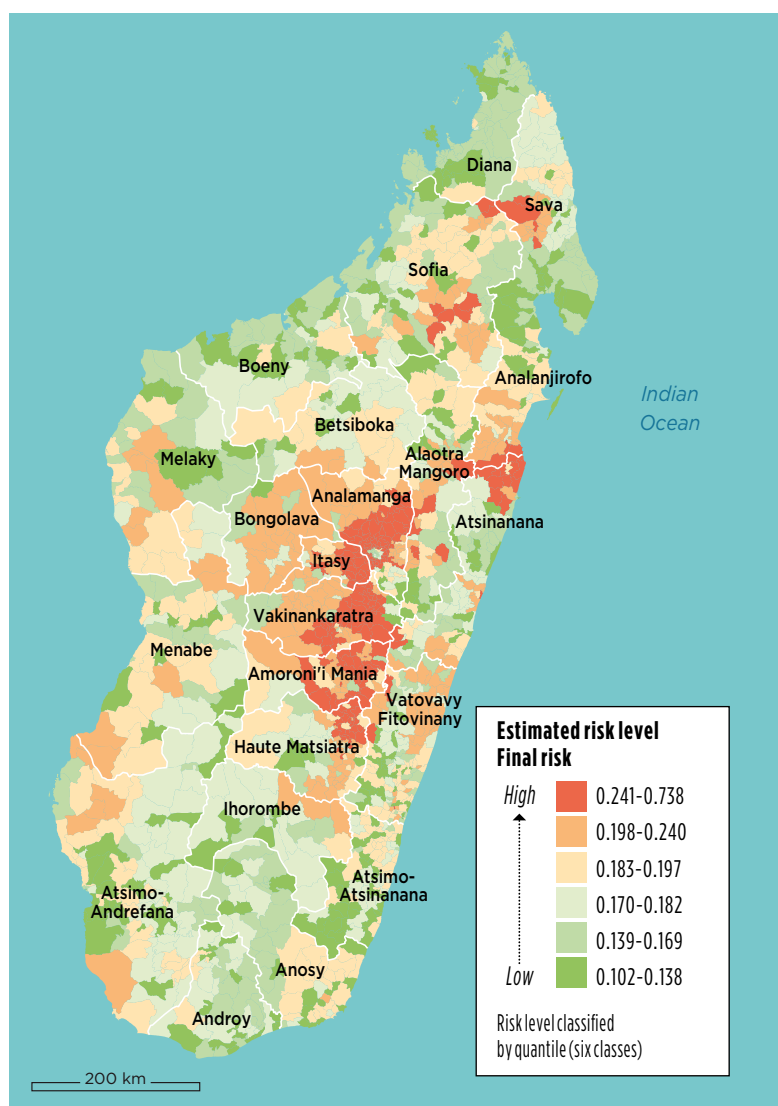 Diana
Sava
Sofia
Boeny
Analanjirofo
Indian
Ocean
Betsiboka
Melaky
Alaotra
Mangoro
Analamanga
Bongolava
Atsinanana
Itasy
Vakinankaratra
Menabe
Amoroni'i Mania
Vatovavy
Fitovinany
Haute Matsiatra
Ihorombe
Atsimo-
Atsinanana
Atsimo-
Andrefana
Anosy
Androy
200 km
Estimated risk level
Final risk
High
0.241–0.738
0.198–0.240
0.183–0.197
0.170–0.182
0.139–0.169
Low
0.102–0.138
Risk level classified
by quantile (six classes)